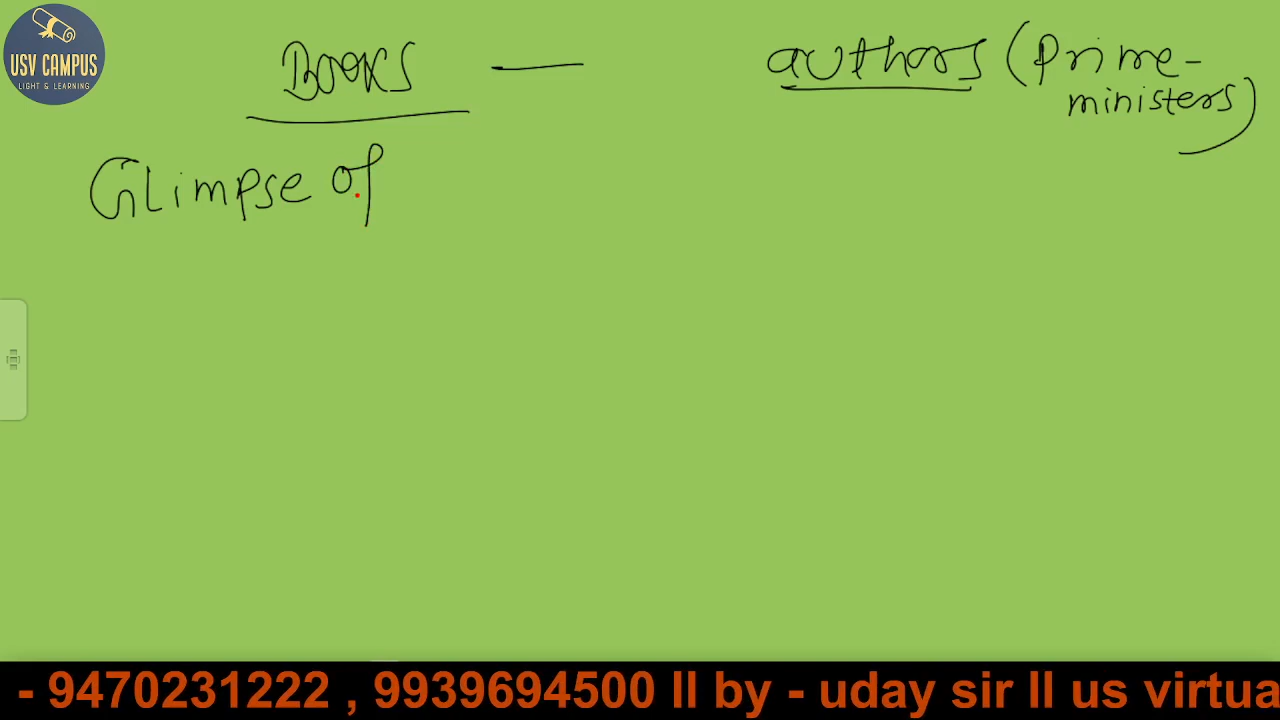 USV CAMPUS
LIGHT & LEARNING
Books — authors (Prime-
ministers)
Glimpse of
- 9470231222 , 9939694500 ll by - uday sir ll us virtua